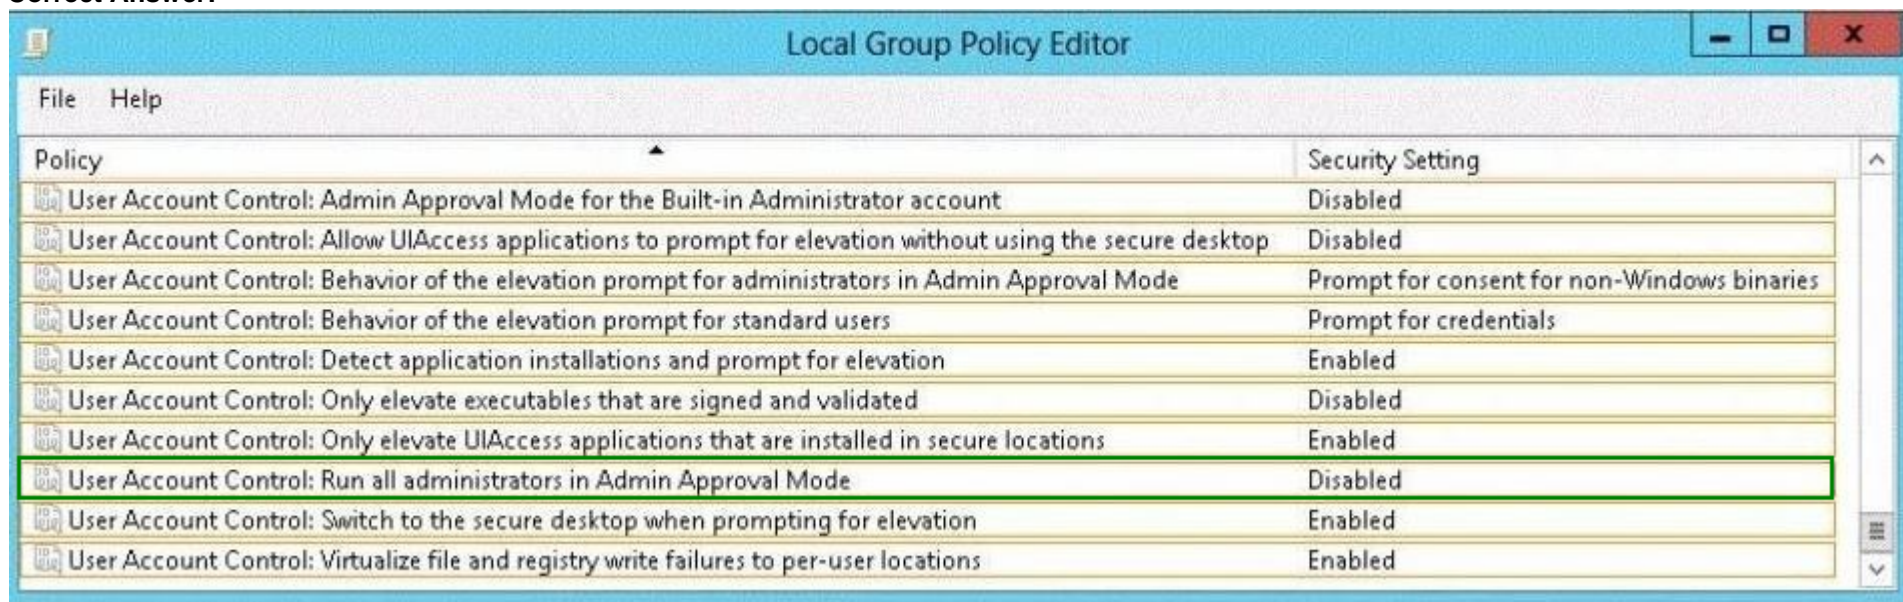 Correct Answer:
Local Group Policy Editor
File Help
Policy Security Setting
User Account Control: Admin Approval Mode for the Built-in Administrator account Disabled
User Account Control: Allow UIAccess applications to prompt for elevation without using the secure desktop Disabled
User Account Control: Behavior of the elevation prompt for administrators in Admin Approval Mode Prompt for consent for non-Windows binaries
User Account Control: Behavior of the elevation prompt for standard users Prompt for credentials
User Account Control: Detect application installations and prompt for elevation Enabled
User Account Control: Only elevate executables that are signed and validated Disabled
User Account Control: Only elevate UIAccess applications that are installed in secure locations Enabled
User Account Control: Run all administrators in Admin Approval Mode Disabled
User Account Control: Switch to the secure desktop when prompting for elevation Enabled
User Account Control: Virtualize file and registry write failures to per-user locations Enabled